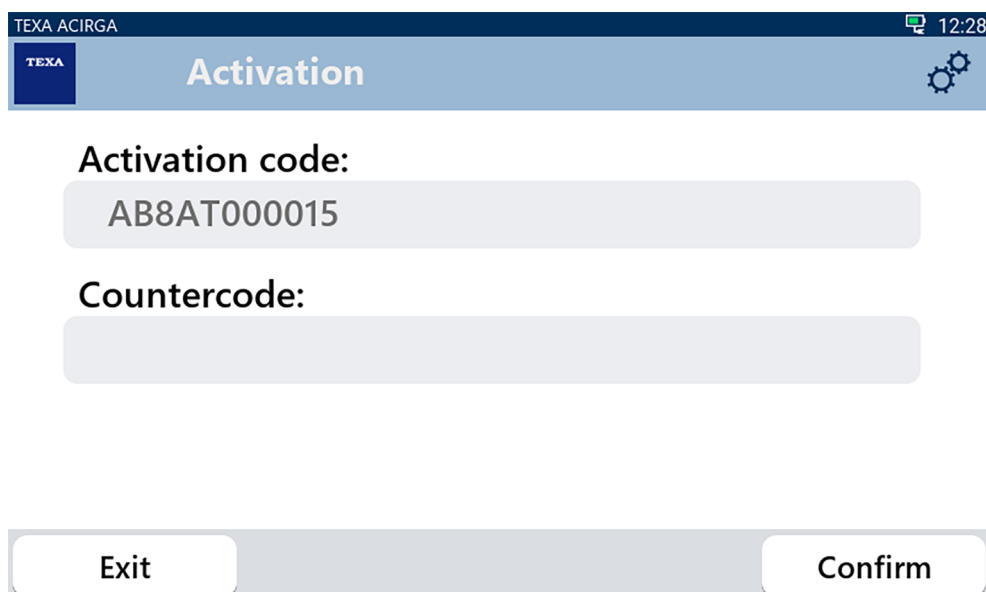 TEXA ACIRGA 12:28
TEXA Activation
Activation code:
AB8AT000015
Countercode:
Exit Confirm